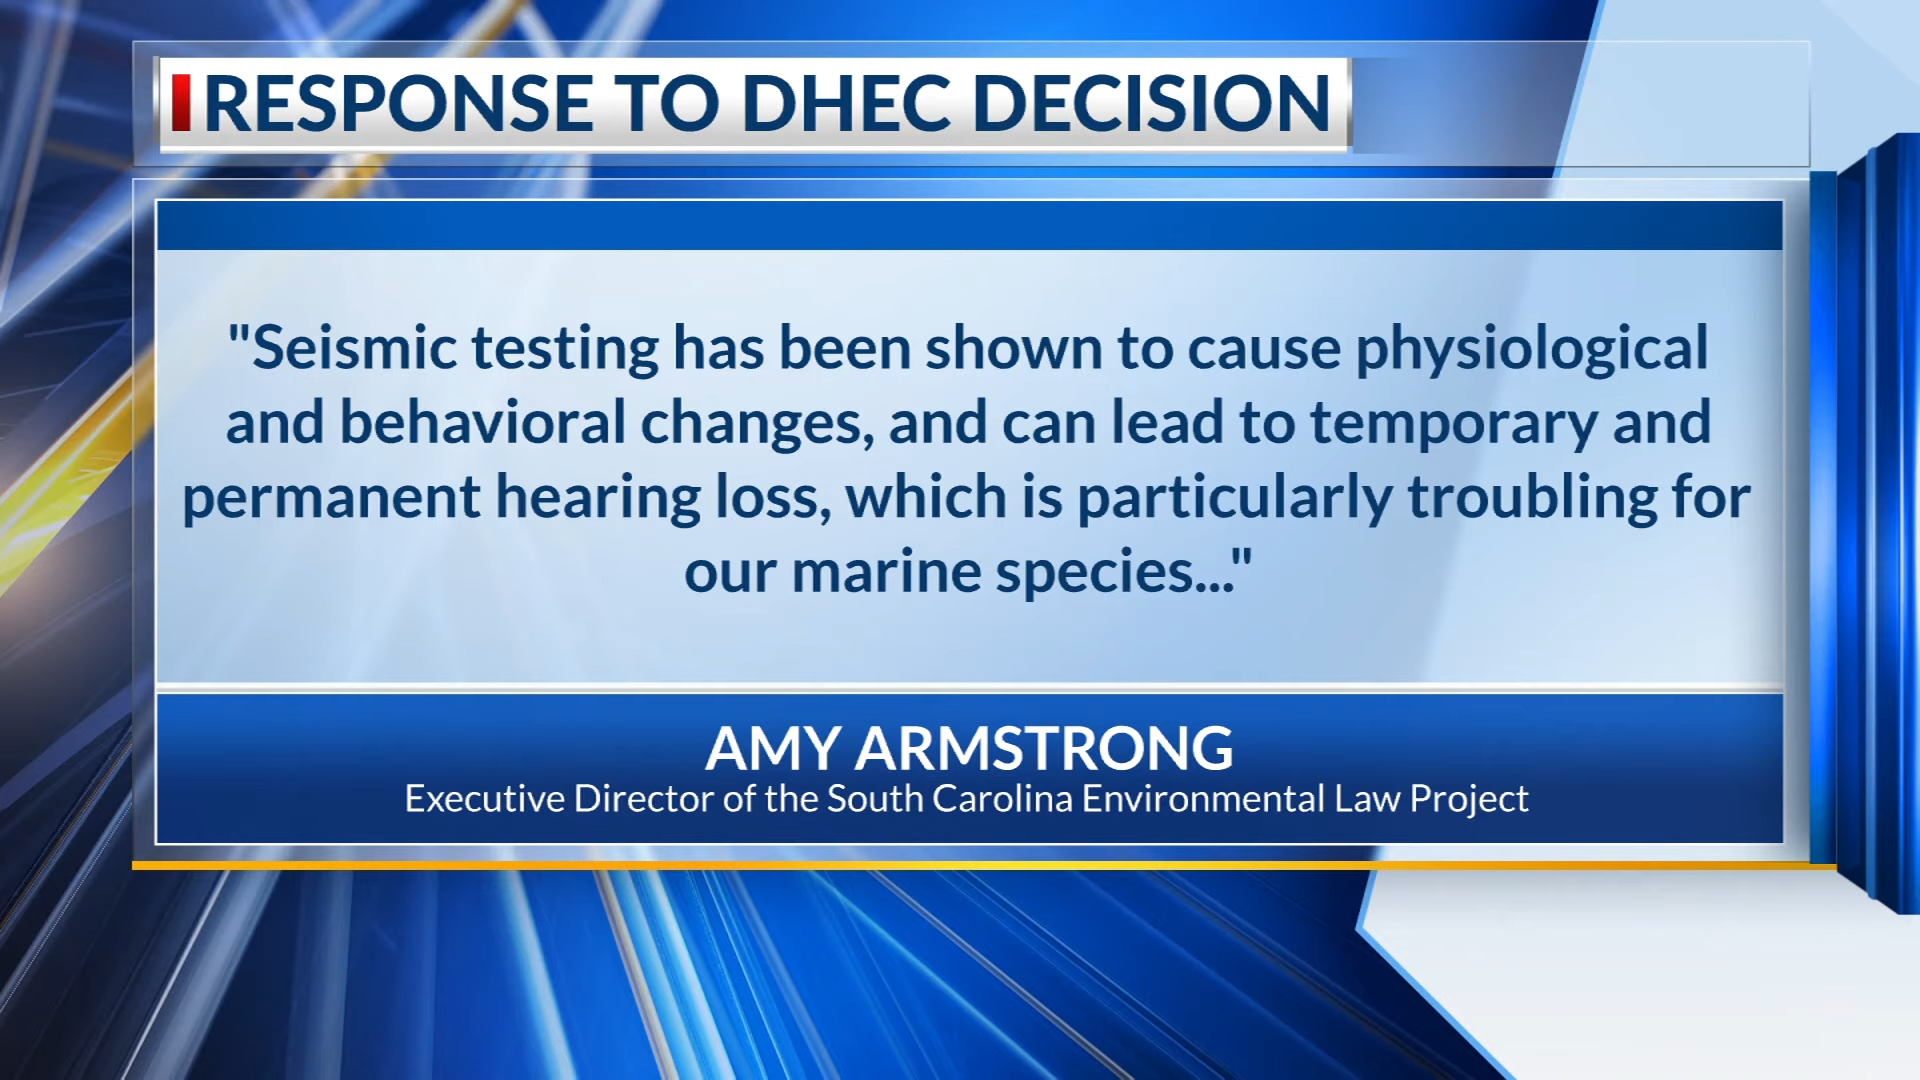 RESPONSE TO DHEC DECISION
"Seismic testing has been shown to cause physiological
and behavioral changes, and can lead to temporary and
permanent hearing loss, which is particularly troubling for
our marine species..."
AMY ARMSTRONG
Executive Director of the South Carolina Environmental Law Project